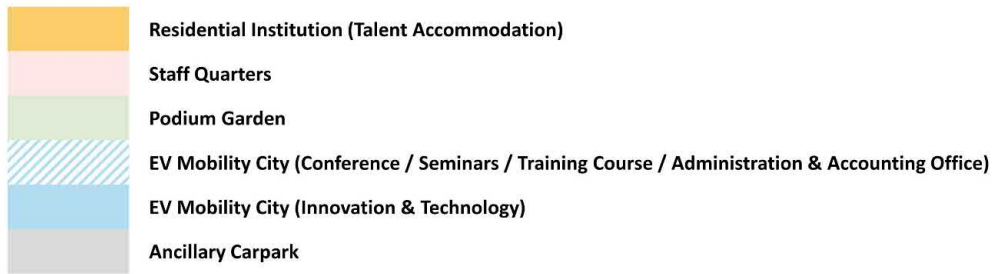 Residential Institution (Talent Accommodation)
Staff Quarters
Podium Garden
EV Mobility City (Conference / Seminars / Training Course / Administration & Accounting Office)
EV Mobility City (Innovation & Technology)
Ancillary Carpark